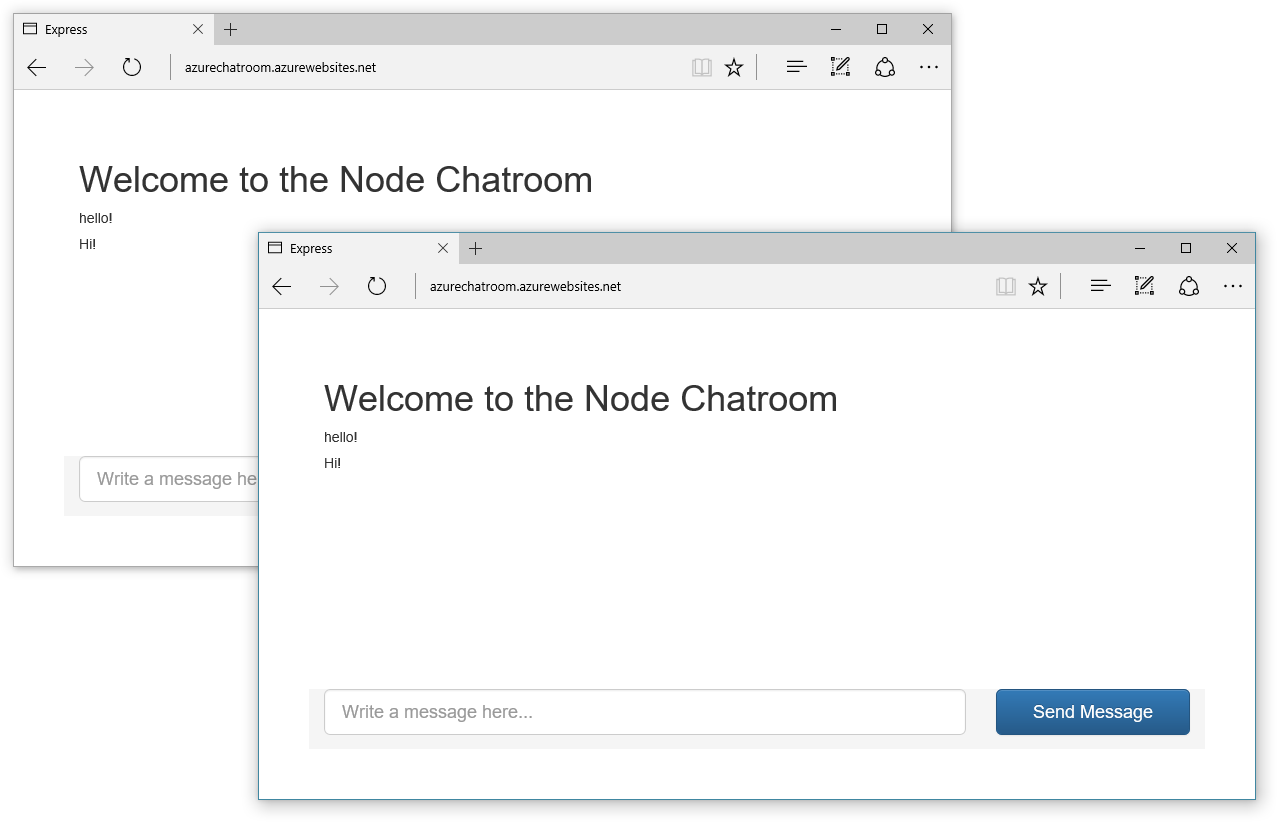 Express
azurechatroom.azurewebsites.net
Welcome to the Node Chatroom
hello!
Hi!
Write a message he
Express
azurechatroom.azurewebsites.net
Welcome to the Node Chatroom
hello!
Hi!
Write a message here...
Send Message